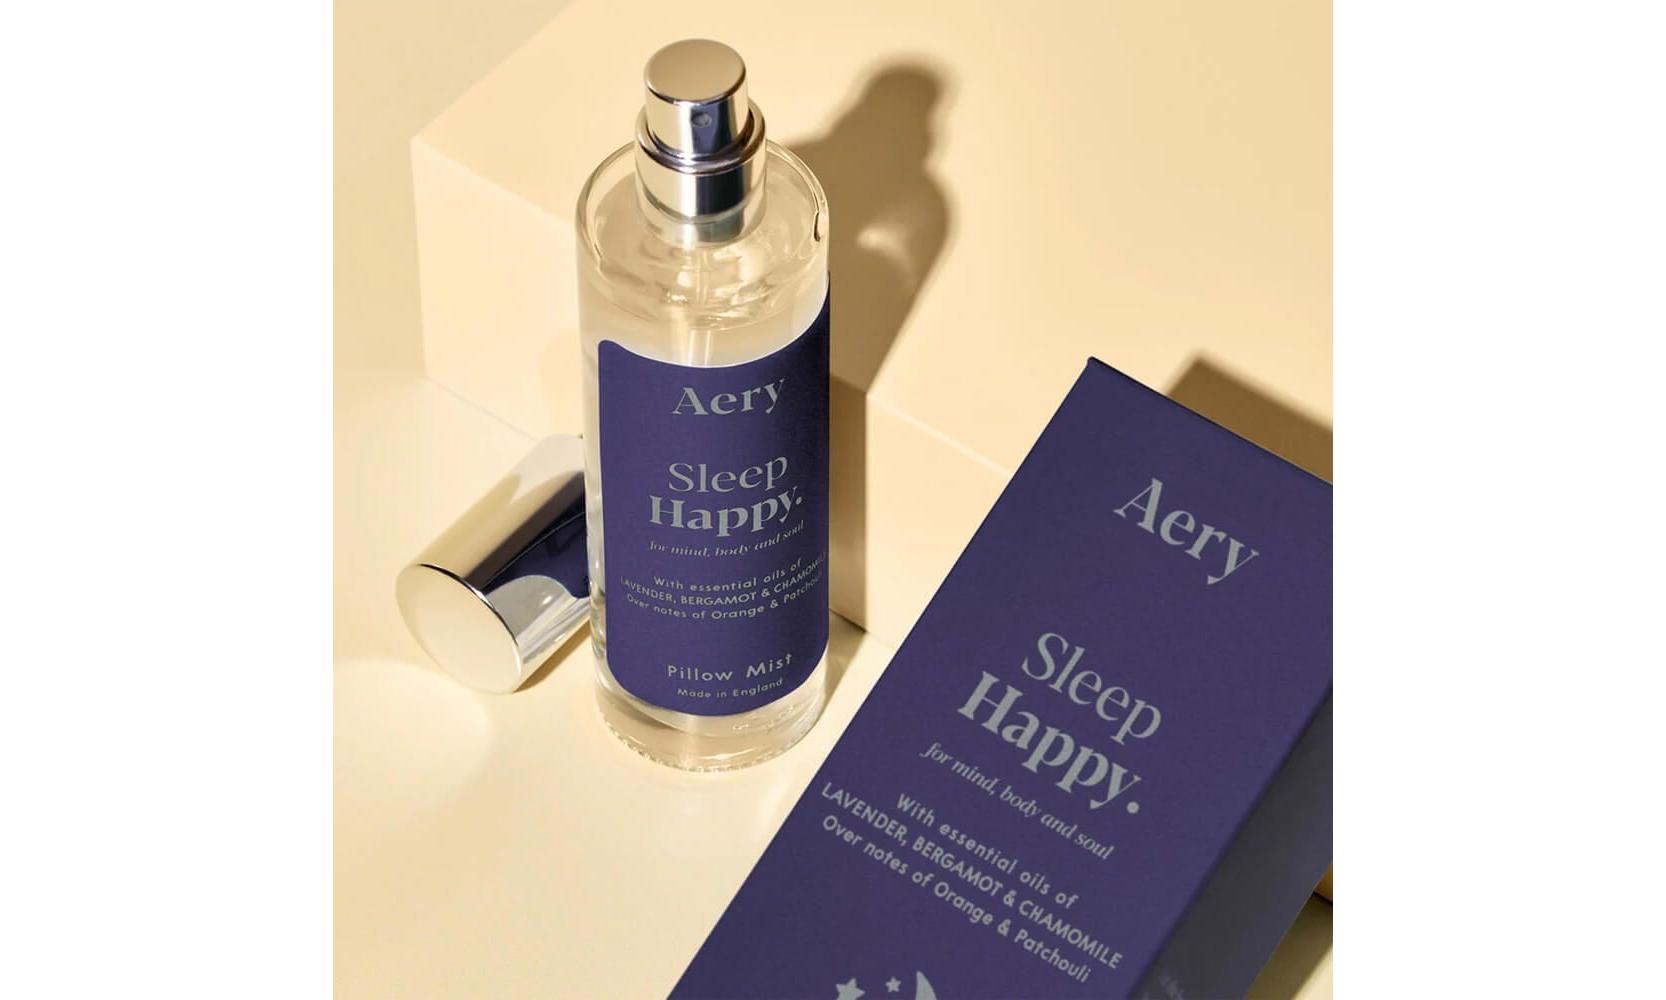 Aery
Sleep
Happy.
for mind, body and soul
With essential oils of
LAVENDER, BERGAMOT & CHAMOMILE
Over notes of Orange & Patchouli
Pillow Mist
Made in England
Aery
Sleep
Happy.
for mind, body and soul
With essential oils of
LAVENDER, BERGAMOT & CHAMOMILE
Over notes of Orange & Patchouli